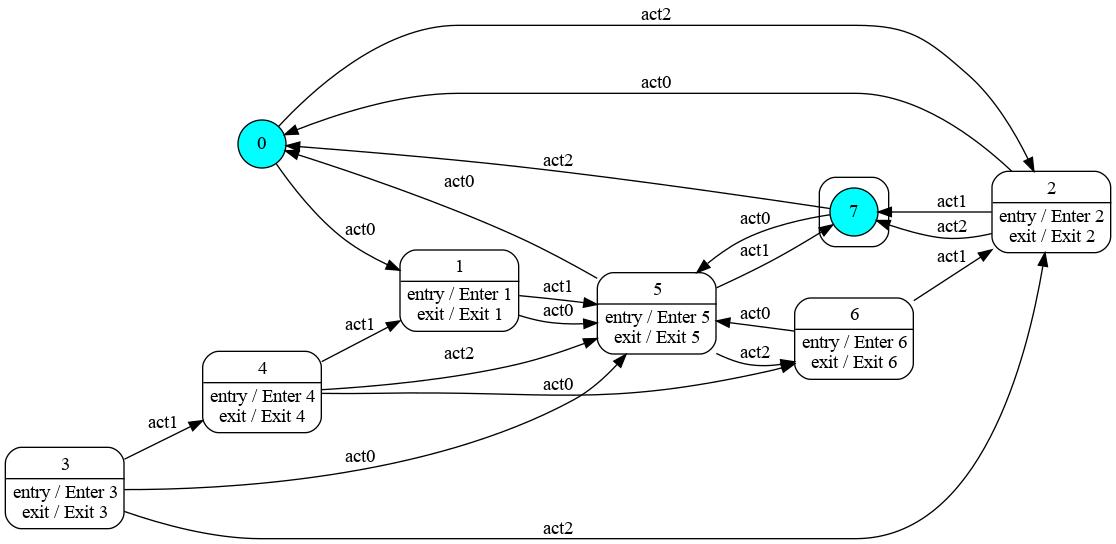 act2
act0
0
act2
act0
act0
7
act0
act1
act1
act2
2
entry / Enter 2
exit / Exit 2
act1
1
entry / Enter 1
exit / Exit 1
act1
act0
5
entry / Enter 5
exit / Exit 5
act0
act2
6
entry / Enter 6
exit / Exit 6
act1
act2
act0
4
entry / Enter 4
exit / Exit 4
act1
act0
3
entry / Enter 3
exit / Exit 3
act2